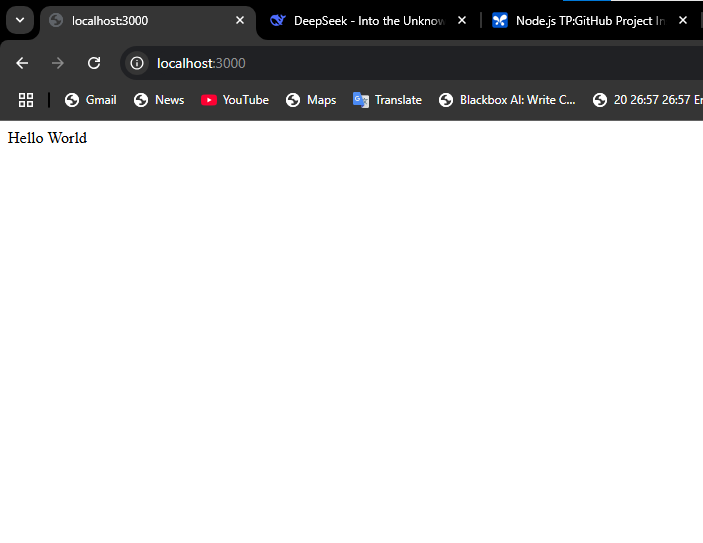 localhost:3000
DeepSeek - Into the Unknow
Node.js TP:GitHub Project In
localhost:3000
Gmail
News
YouTube
Maps
Translate
Blackbox AI: Write C...
20 26:57 26:57 Er
Hello World